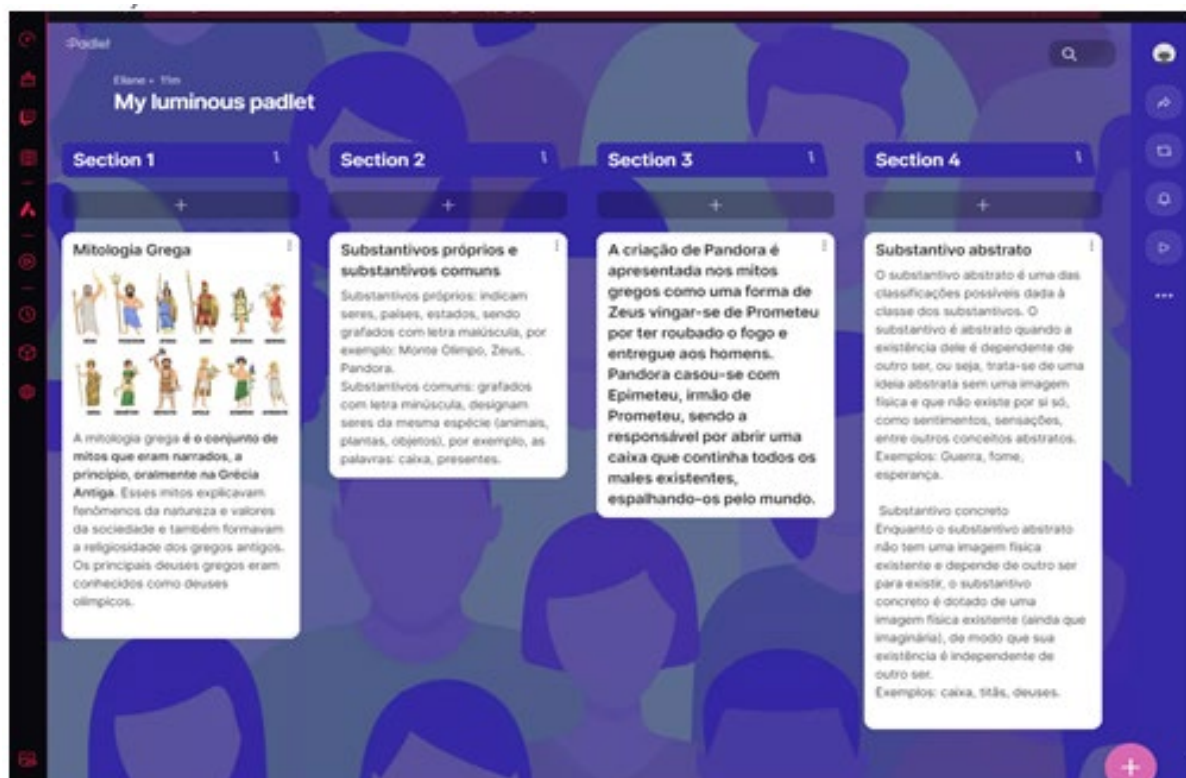 :Padlet
Eliane • 11m
My luminous padlet
Section 1
1
Section 2
1
Section 3
1
Section 4
1
Mitologia Grega
A mitologia grega é o conjunto de
mitos que eram narrados, a
princípio, oralmente na Grécia
Antiga. Esses mitos explicavam
fenômenos da natureza e valores
da sociedade e também formavam
a religiosidade dos gregos antigos.
Os principais deuses gregos eram
conhecidos como deuses
olímpicos.
Substantivos próprios e
substantivos comuns
Substantivos próprios: indicam
seres, países, estados, sendo
grafados com letra maiúscula, por
exemplo: Monte Olimpo, Zeus,
Pandora.
Substantivos comuns: grafados
com letra minúscula, designam
seres da mesma espécie (animais,
plantas, objetos), por exemplo, as
palavras: caixa, presentes.
A criação de Pandora é
apresentada nos mitos
gregos como uma forma de
Zeus vingar-se de Prometeu
por ter roubado o fogo e
entregue aos homens.
Pandora casou-se com
Epimeteu, irmão de
Prometeu, sendo a
responsável por abrir uma
caixa que continha todos os
males existentes,
espalhando-os pelo mundo.
Substantivo abstrato
O substantivo abstrato é uma das
classificações possíveis dada à
classe dos substantivos. O
substantivo é abstrato quando a
existência dele é dependente de
outro ser, ou seja, trata-se de uma
ideia abstrata sem uma imagem
física e que não existe por si só,
como sentimentos, sensações,
entre outros conceitos abstratos.
Exemplos: Guerra, fome,
esperança.
Substantivo concreto
Enquanto o substantivo abstrato
não tem uma imagem física
existente e depende de outro ser
para existir, o substantivo
concreto é dotado de uma
imagem física existente (ainda que
imaginária), de modo que sua
existência é independente de
outro ser.
Exemplos: caixa, titãs, deuses.